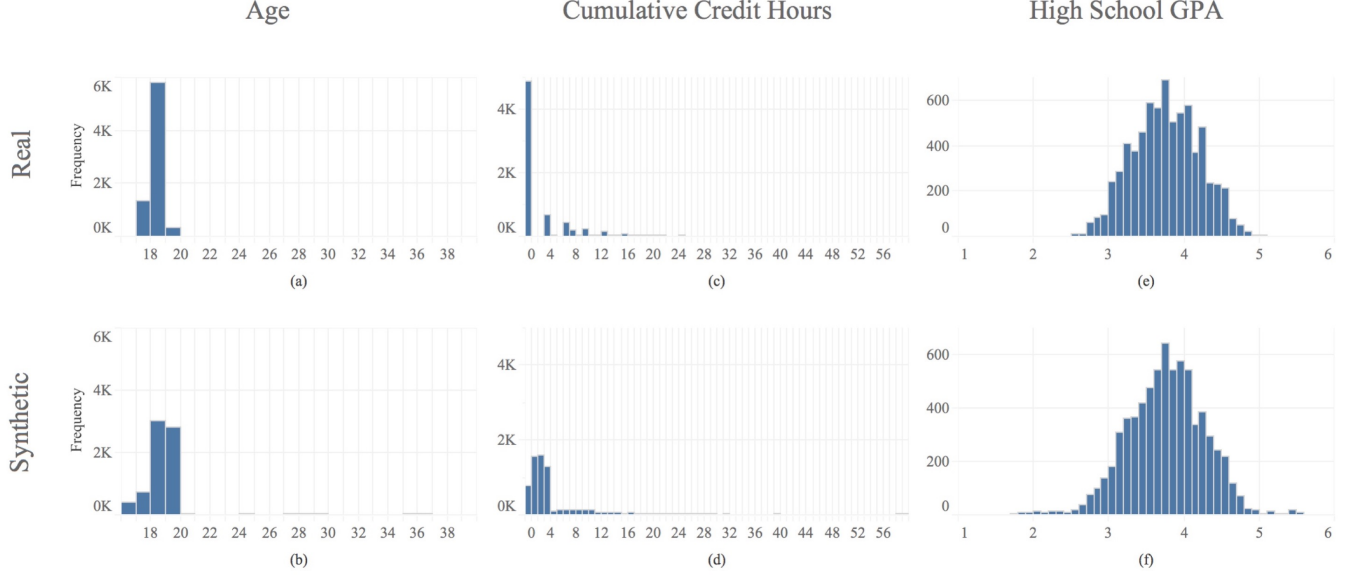 Age Cumulative Credit Hours High School GPA
Real
Frequency
6K
4K
2K
0K
18 20 22 24 26 28 30 32 34 36 38
(a)
4K
2K
0K
0 4 8 12 16 20 24 28 32 36 40 44 48 52 56
(c)
600
400
200
0
1 2 3 4 5 6
(e)
Synthetic
Frequency
6K
4K
2K
0K
18 20 22 24 26 28 30 32 34 36 38
(b)
4K
2K
0K
0 4 8 12 16 20 24 28 32 36 40 44 48 52 56
(d)
600
400
200
0
1 2 3 4 5 6
(f)